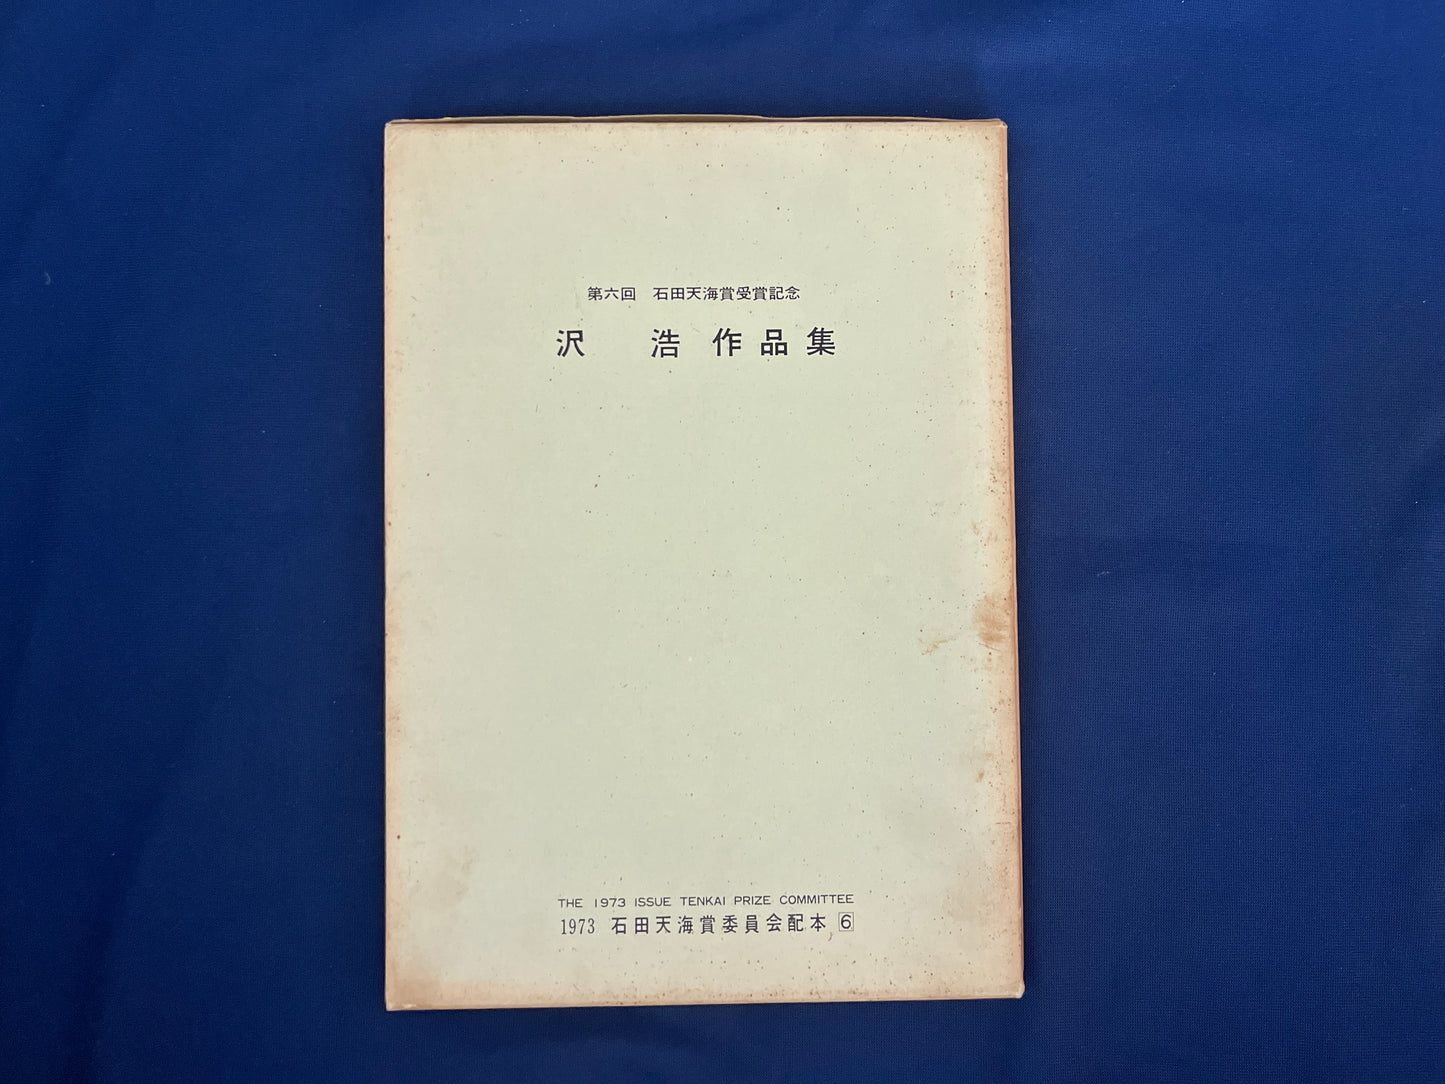 第六回　石田天海賞受賞記念
沢　浩作品集
THE 1973 ISSUE TENKAI PRIZE COMMITTEE
1973 石田天海賞委員会配本 6